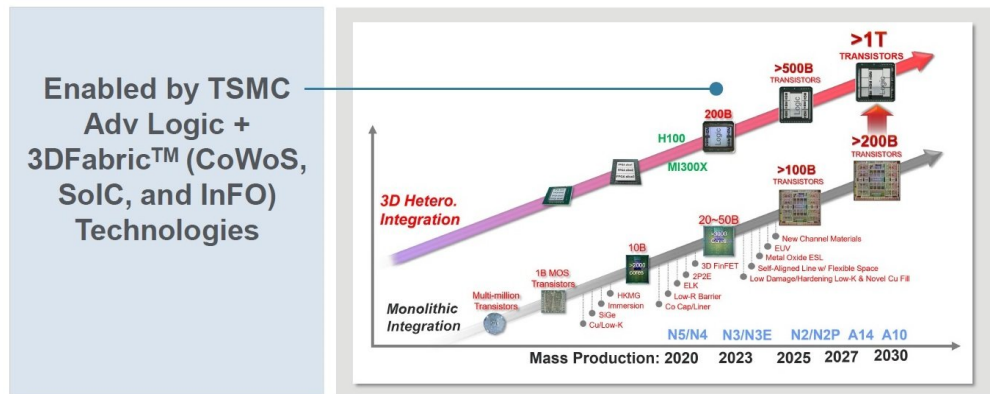 Enabled by TSMC
Adv Logic +
3DFabric™ (CoWoS,
SoIC, and InFO)
Technologies
>1T
TRANSISTORS
>500B
TRANSISTORS
200B
Logic
H100
MI300X
3D Hetero.
Integration
>200B
TRANSISTORS
>100B
TRANSISTORS
20~50B
10B
1B MOS
Transistors
Multi-million
Transistors
Monolithic
Integration
New Channel Materials
EUV
Metal Oxide ESL
Self-Aligned Line w/ Flexible Space
Low Damage/Hardening Low-K & Novel Cu Fill
3D FinFET
2P2E
ELK
Low-R Barrier
Co Cap/Liner
HKMG
Immersion
SiGe
Cu/Low-K
N5/N4 N3/N3E N2/N2P A14 A10
Mass Production: 2020 2023 2025 2027 2030